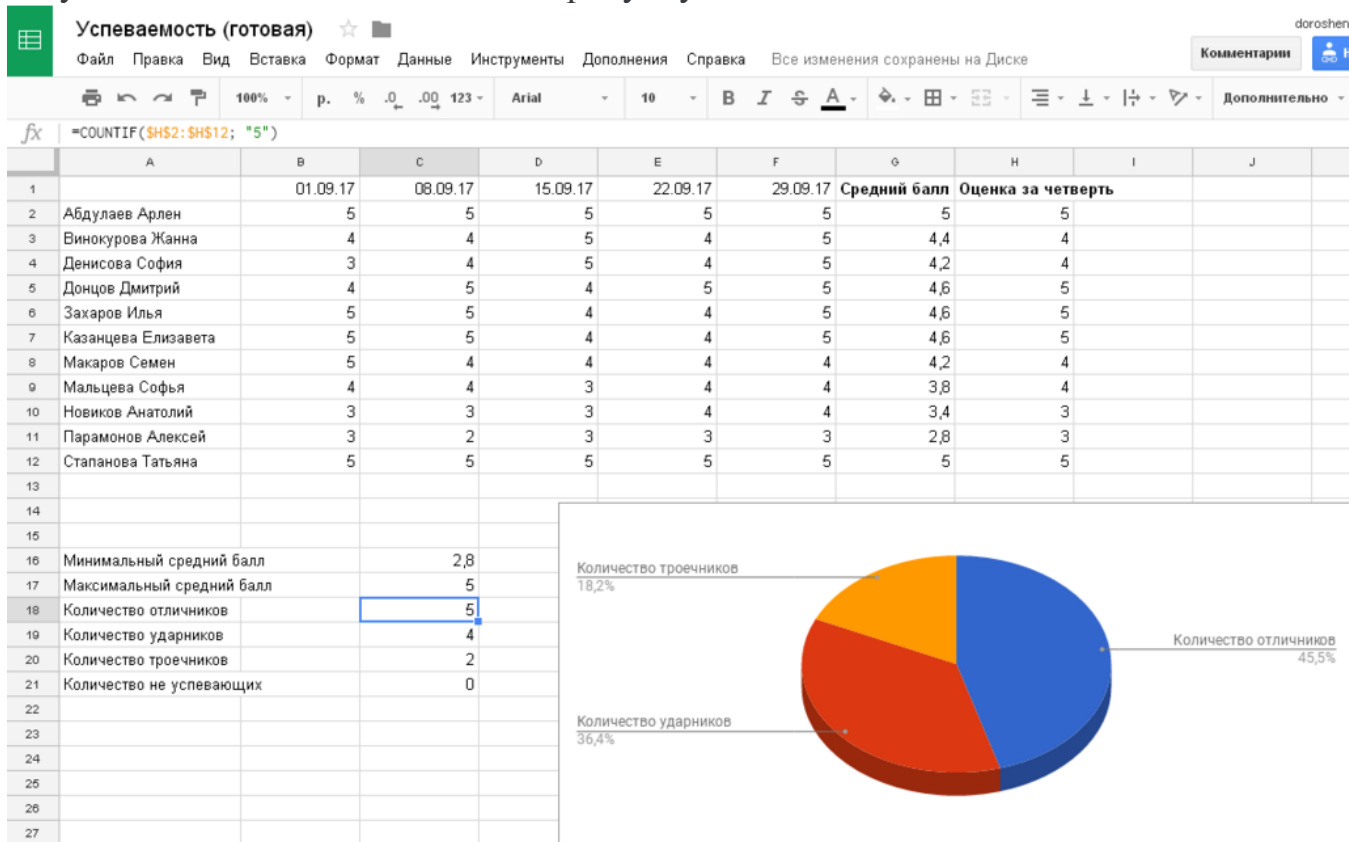 Успеваемость (готовая)
doroshen
Файл Правка Вид Вставка Формат Данные Инструменты Дополнения Справка Все изменения сохранены на Диске
Комментарии
100% р. % .0 .00 123 Arial 10 B I S A Дополнительно
fx =COUNTIF($H$2:$H$12; "5")
A B C D E F G H I J
1 01.09.17 08.09.17 15.09.17 22.09.17 29.09.17 Средний балл Оценка за четверть
2 Абдулаев Арлен 5 5 5 5 5 5 5
3 Винокурова Жанна 4 4 5 4 5 4,4 4
4 Денисова София 3 4 5 4 5 4,2 4
5 Донцов Дмитрий 4 5 4 5 5 4,6 5
6 Захаров Илья 5 5 4 4 5 4,6 5
7 Казанцева Елизавета 5 5 4 4 5 4,6 5
8 Макаров Семен 5 4 4 4 4 4,2 4
9 Мальцева Софья 4 4 3 4 4 3,8 4
10 Новиков Анатолий 3 3 3 4 4 3,4 3
11 Парамонов Алексей 3 2 3 3 3 2,8 3
12 Стапанова Татьяна 5 5 5 5 5 5 5
13
14
15
16 Минимальный средний балл 2,8
17 Максимальный средний балл 5
18 Количество отличников 5
19 Количество ударников 4
20 Количество троечников 2
21 Количество не успевающих 0
22
23
24
25
26
27
Количество троечников
18,2%
Количество отличников
45,5%
Количество ударников
36,4%